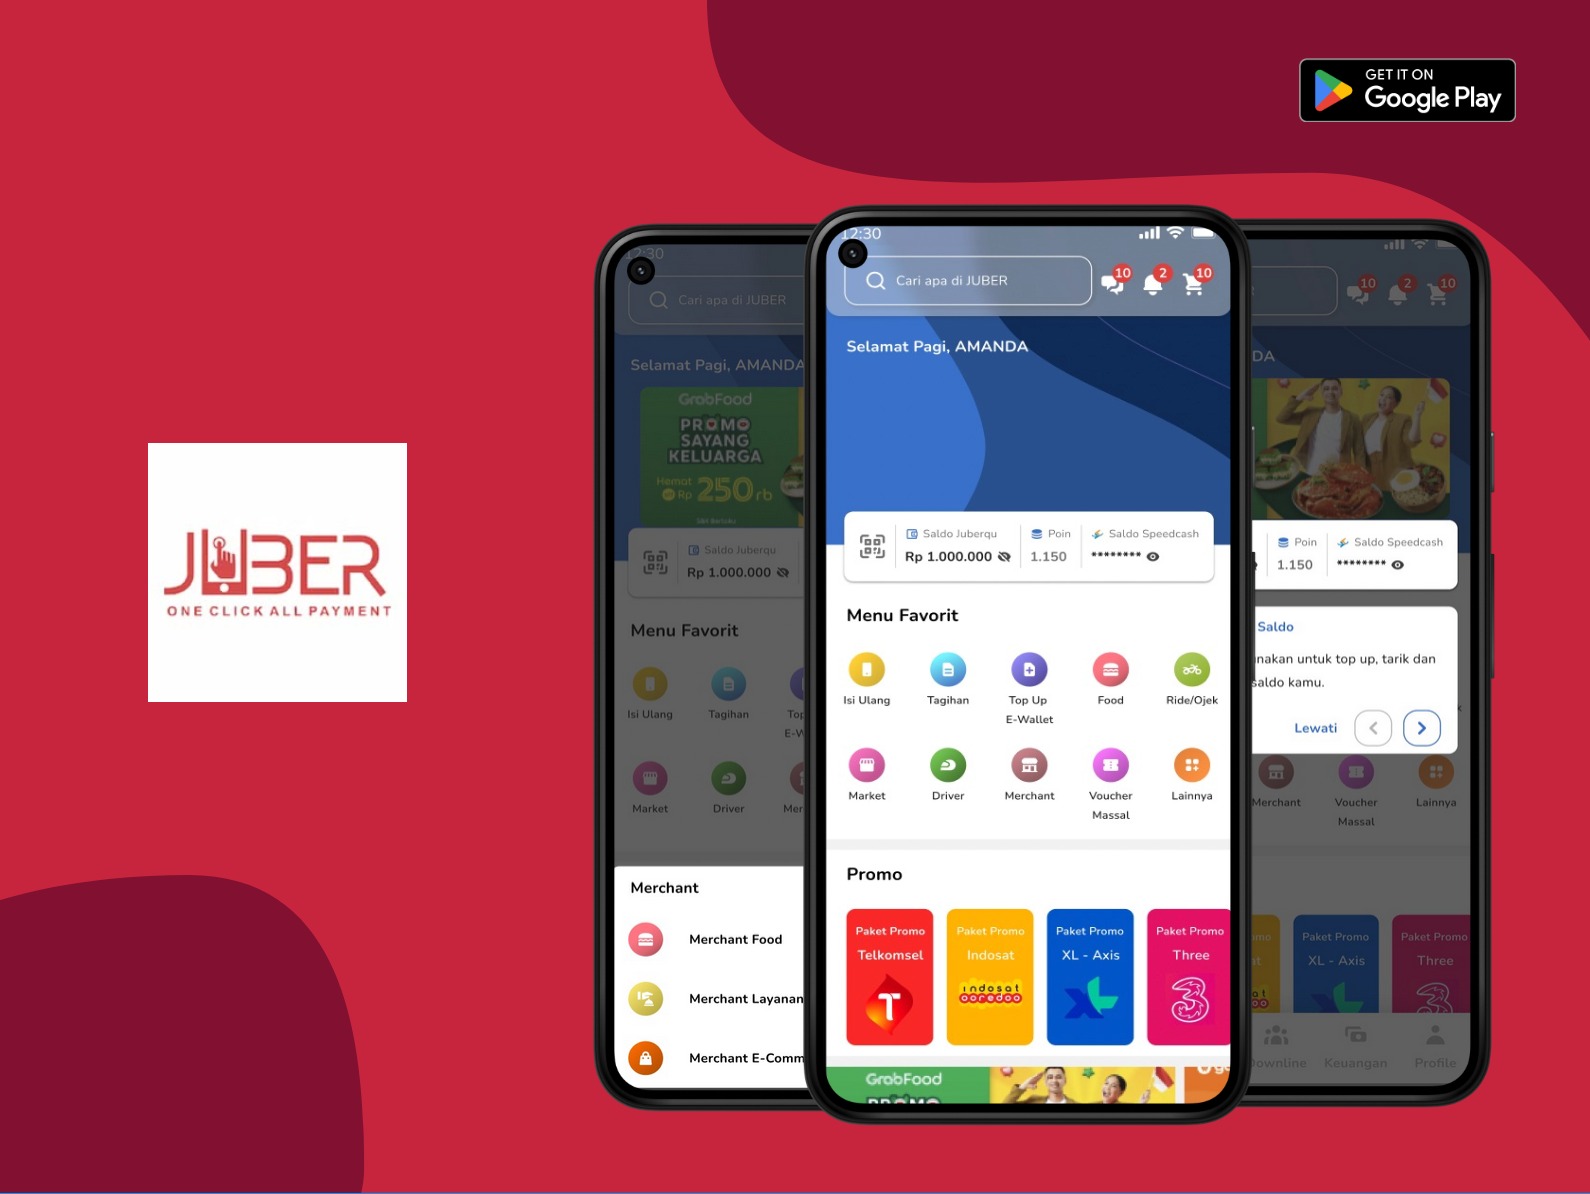 GET IT ON
Google Play
JUBER
ONE CLICK ALL PAYMENT
12:30
Cari apa di JUBER
Selamat Pagi, AMANDA
GrabFood
PROMO
SAYANG
KELUARGA
Hemat
Rp 250rb
Saldo Juberqu
Rp 1.000.000
Menu Favorit
Isi Ulang
Tagihan
Market
Driver
Merchant
Merchant Food
Merchant Layanan
Merchant E-Comm
12:30
Cari apa di JUBER
10
2
10
Selamat Pagi, AMANDA
Saldo Juberqu
Poin
Saldo Speedcash
Rp 1.000.000
1.150
********
Menu Favorit
Isi Ulang
Tagihan
Top Up
E-Wallet
Food
Ride/Ojek
Market
Driver
Merchant
Voucher
Massal
Lainnya
Promo
Paket Promo
Telkomsel
T
Paket Promo
Indosat
indosat
ooredoo
Paket Promo
XL - Axis
XL
Paket Promo
Three
3
GrabFood
PROMO
10
2
10
DA
Poin
Saldo Speedcash
1.150
********
Saldo
nakan untuk top up, tarik dan
saldo kamu.
Lewati
Merchant
Voucher
Massal
Lainnya
Paket Promo
XL - Axis
Paket Promo
Three
3
Downline
Keuangan
Profile